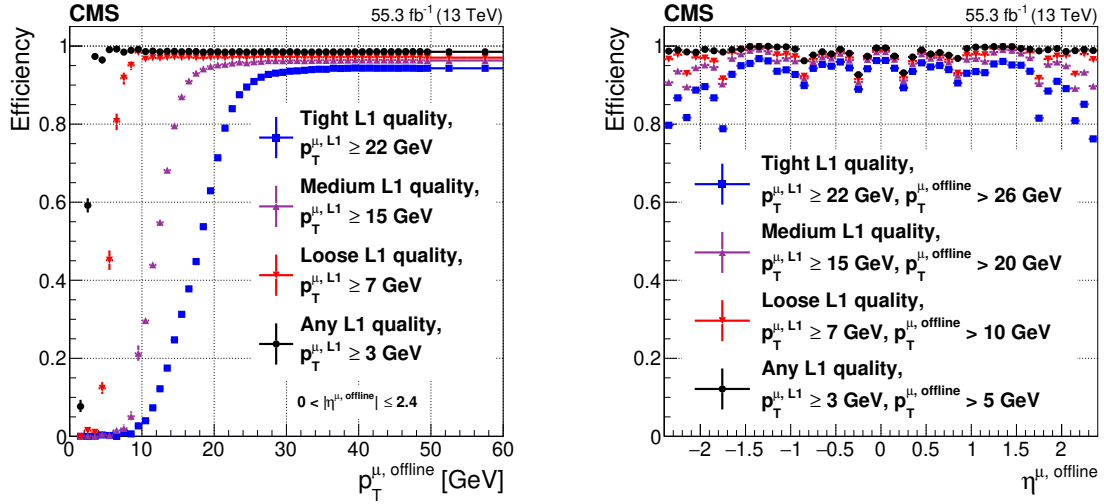 CMS
55.3 fb⁻¹ (13 TeV)
Efficiency
1
0.8
0.6
0.4
0.2
0
Tight L1 quality,
p_T^{μ, L1} ≥ 22 GeV
Medium L1 quality,
p_T^{μ, L1} ≥ 15 GeV
Loose L1 quality,
p_T^{μ, L1} ≥ 7 GeV
Any L1 quality,
p_T^{μ, L1} ≥ 3 GeV
0 < |η^{μ, offline}| ≤ 2.4
0 10 20 30 40 50 60
p_T^{μ, offline} [GeV]
CMS
55.3 fb⁻¹ (13 TeV)
Efficiency
1
0.8
0.6
0.4
0.2
0
Tight L1 quality,
p_T^{μ, L1} ≥ 22 GeV, p_T^{μ, offline} > 26 GeV
Medium L1 quality,
p_T^{μ, L1} ≥ 15 GeV, p_T^{μ, offline} > 20 GeV
Loose L1 quality,
p_T^{μ, L1} ≥ 7 GeV, p_T^{μ, offline} > 10 GeV
Any L1 quality,
p_T^{μ, L1} ≥ 3 GeV, p_T^{μ, offline} > 5 GeV
−2 −1.5 −1 −0.5 0 0.5 1 1.5 2
η^{μ, offline}